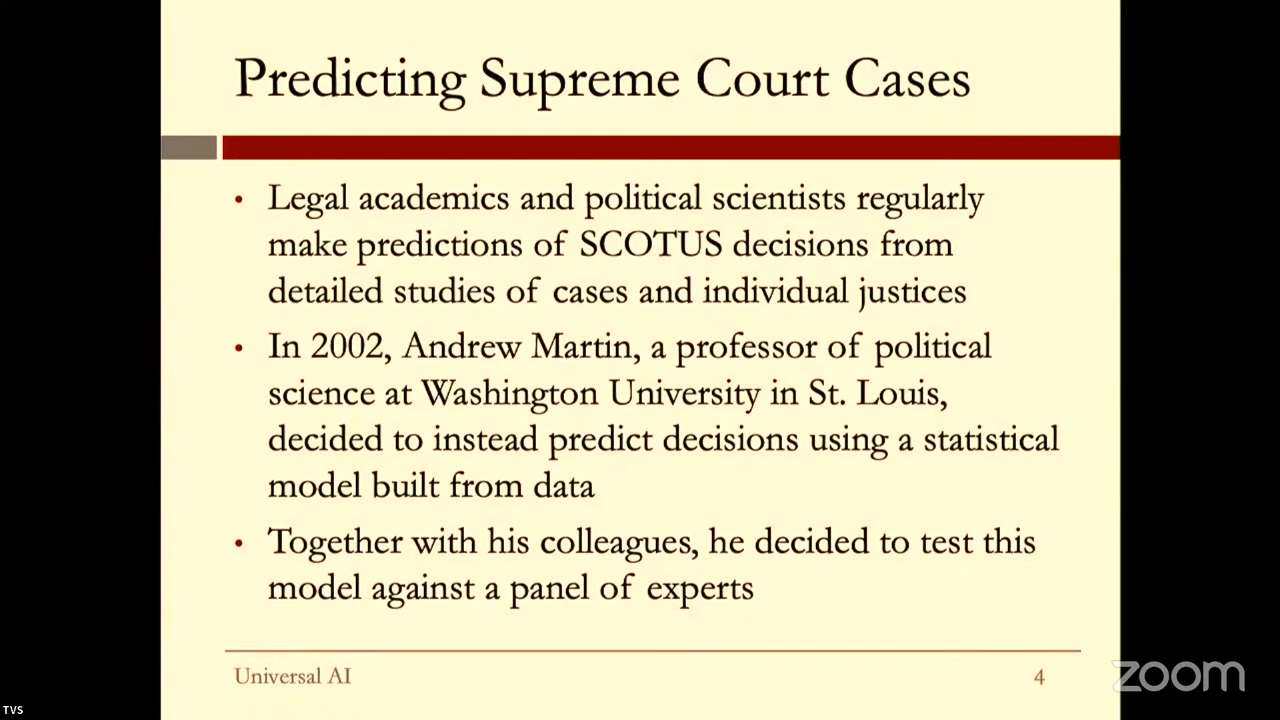 Predicting Supreme Court Cases
• Legal academics and political scientists regularly
make predictions of SCOTUS decisions from
detailed studies of cases and individual justices
• In 2002, Andrew Martin, a professor of political
science at Washington University in St. Louis,
decided to instead predict decisions using a statistical
model built from data
• Together with his colleagues, he decided to test this
model against a panel of experts
Universal AI
4
zoom
TVS